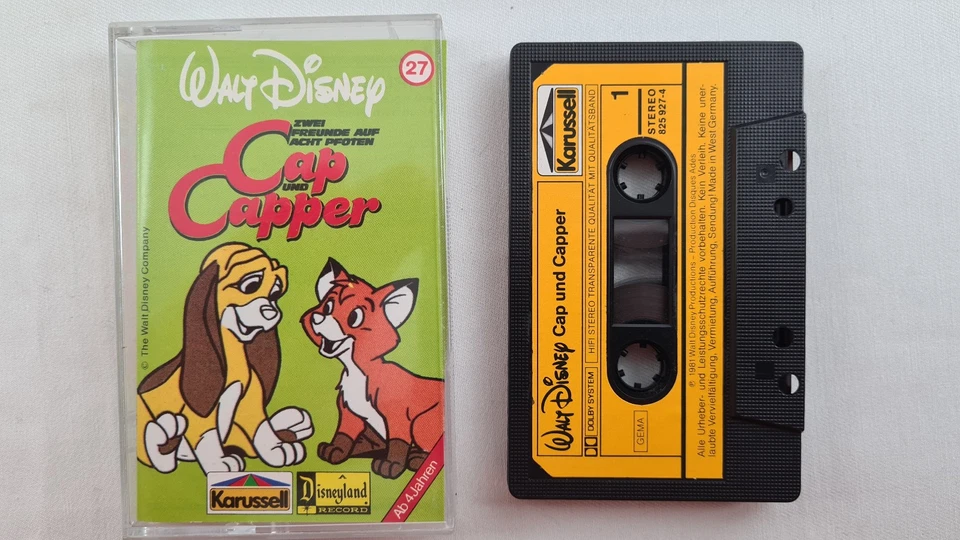 WALT DISNEY
27
ZWEI
FREUNDE AUF
ACHT PFOTEN
Cap
UND
Capper
© The Walt Disney Company
Karussell
Disneyland
RECORD
Ab 4 Jahren
Karussell
1
STEREO
825 927-4
HIFI STEREO TRANSPARENTE QUALITÄT MIT QUALITÄTSBAND
WALT DISNEY Cap und Capper
DOLBY SYSTEM
GEMA
℗ 1981 Walt Disney Productions - Production Disques Adès
Alle Urheber- und Leistungsschutzrechte vorbehalten. Kein Verleih. Keine uner-
laubte Vervielfältigung, Vermietung, Aufführung, Sendung! Made in West Germany.